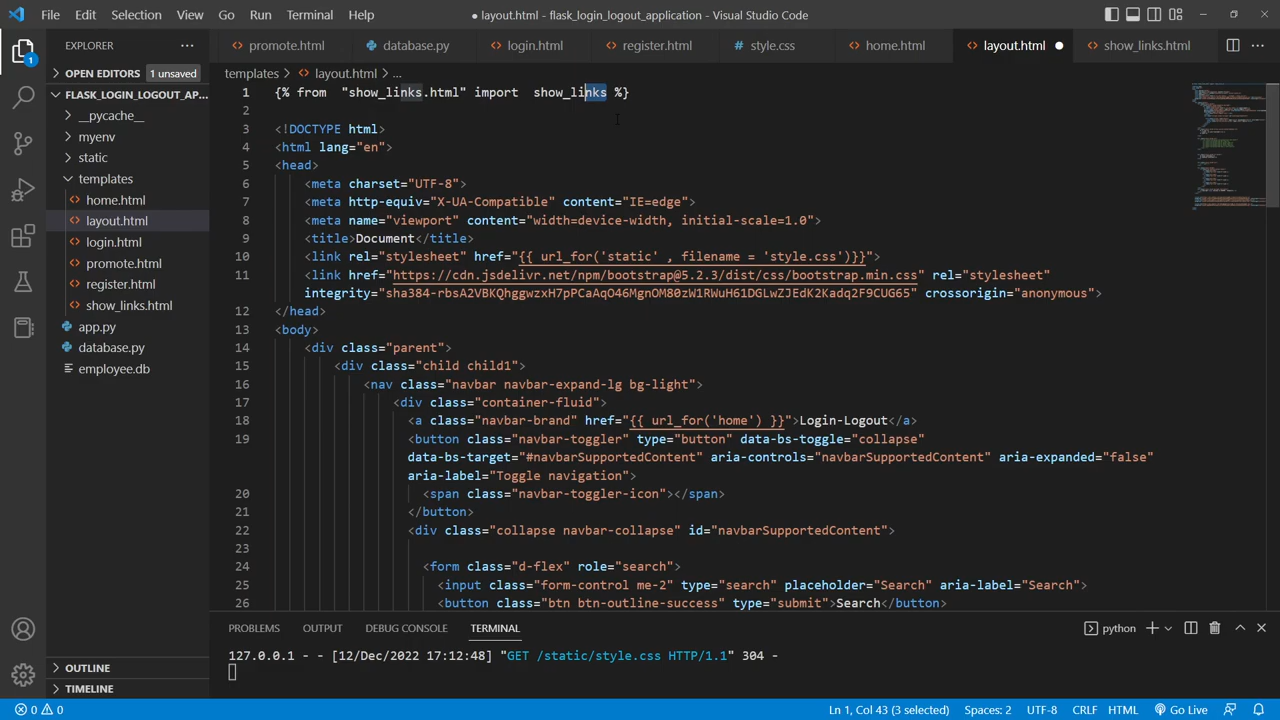 File Edit Selection View Go Run Terminal Help ● layout.html - flask_login_logout_application - Visual Studio Code
EXPLORER ··· promote.html database.py login.html register.html style.css home.html layout.html ● show_links.html ···
OPEN EDITORS 1 unsaved
FLASK_LOGIN_LOGOUT_AP...
__pycache__
myenv
static
templates
home.html
layout.html
login.html
promote.html
register.html
show_links.html
app.py
database.py
employee.db
OUTLINE
TIMELINE
1
templates > layout.html > ...
1 {% from "show_links.html" import show_links %}
2
3 <!DOCTYPE html>
4 <html lang="en">
5 <head>
6 <meta charset="UTF-8">
7 <meta http-equiv="X-UA-Compatible" content="IE=edge">
8 <meta name="viewport" content="width=device-width, initial-scale=1.0">
9 <title>Document</title>
10 <link rel="stylesheet" href="{{ url_for('static' , filename = 'style.css')}}">
11 <link href="https://cdn.jsdelivr.net/npm/bootstrap@5.2.3/dist/css/bootstrap.min.css" rel="stylesheet"
integrity="sha384-rbsA2VBKQhggwzxH7pPCaAqO46MgnOM80zW1RWuH61DGLwZJEdK2Kadq2F9CUG65" crossorigin="anonymous">
12 </head>
13 <body>
14 <div class="parent">
15 <div class="child child1">
16 <nav class="navbar navbar-expand-lg bg-light">
17 <div class="container-fluid">
18 <a class="navbar-brand" href="{{ url_for('home') }}">Login-Logout</a>
19 <button class="navbar-toggler" type="button" data-bs-toggle="collapse"
data-bs-target="#navbarSupportedContent" aria-controls="navbarSupportedContent" aria-expanded="false"
aria-label="Toggle navigation">
20 <span class="navbar-toggler-icon"></span>
21 </button>
22 <div class="collapse navbar-collapse" id="navbarSupportedContent">
23
24 <form class="d-flex" role="search">
25 <input class="form-control me-2" type="search" placeholder="Search" aria-label="Search">
26 <button class="btn btn-outline-success" type="submit">Search</button>
PROBLEMS OUTPUT DEBUG CONSOLE TERMINAL python
127.0.0.1 - - [12/Dec/2022 17:12:48] "GET /static/style.css HTTP/1.1" 304 -
0 0 Ln 1, Col 43 (3 selected) Spaces: 2 UTF-8 CRLF HTML Go Live